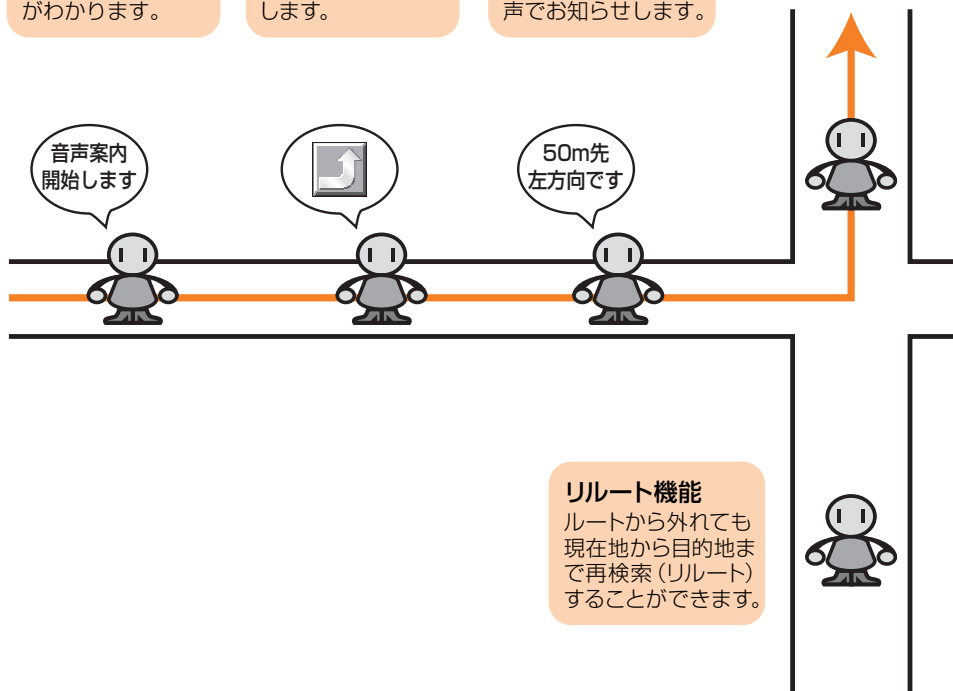 がわかります。
します。
声でお知らせします。
音声案内
開始します
50m先
左方向です
リルート機能
ルートから外れても
現在地から目的地ま
で再検索（リルート）
することができます。